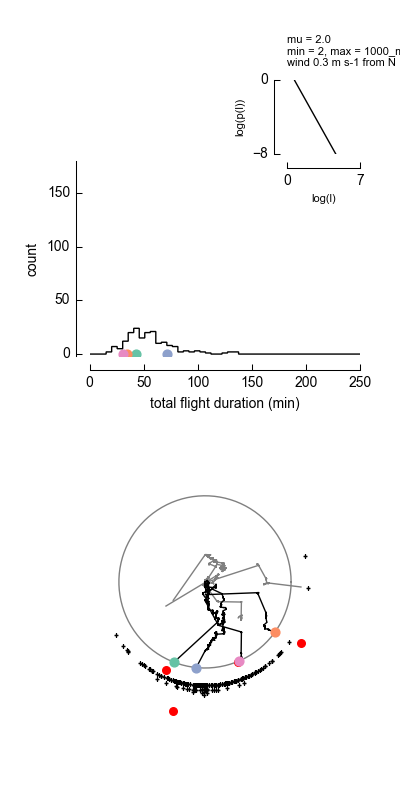 mu = 2.0
min = 2, max = 1000_m
wind 0.3 m s-1 from N
0
log(p(l))
−8
0
7
log(l)
150
100
count
50
0
0
50
100
150
200
250
total flight duration (min)